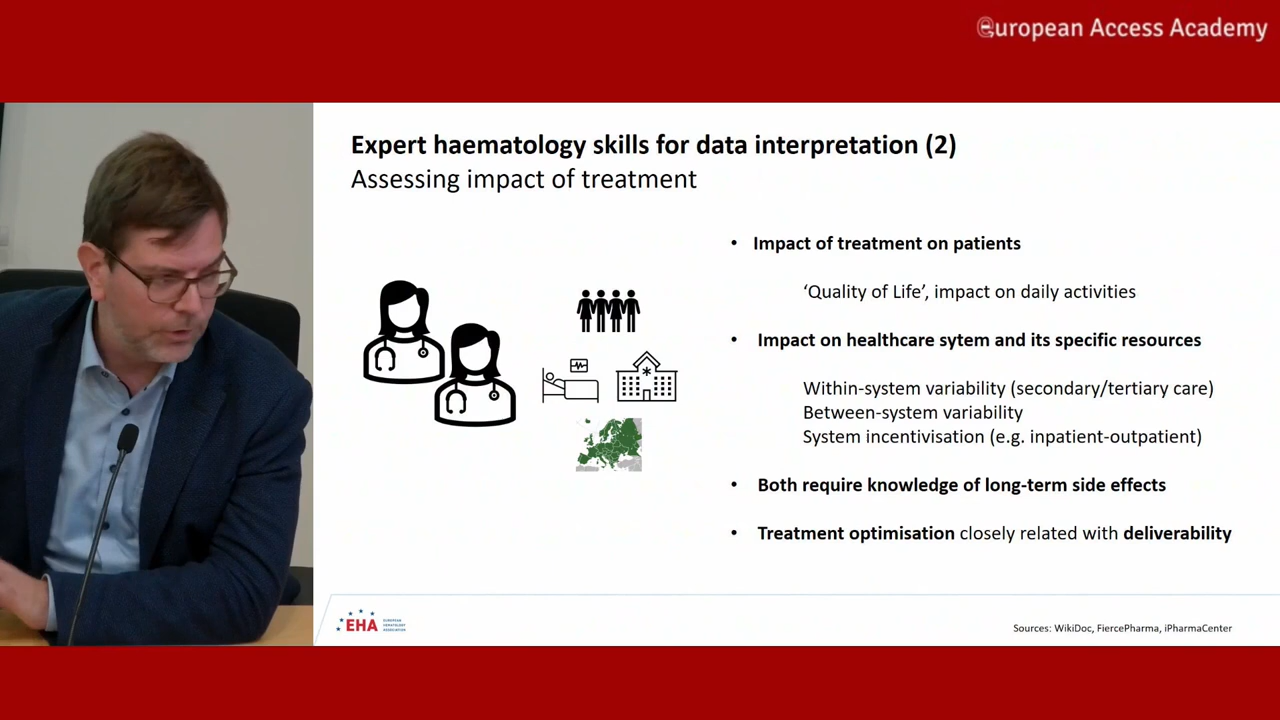 European Access Academy
Expert haematology skills for data interpretation (2)
Assessing impact of treatment
• Impact of treatment on patients
‘Quality of Life’, impact on daily activities
• Impact on healthcare sytem and its specific resources
Within-system variability (secondary/tertiary care)
Between-system variability
System incentivisation (e.g. inpatient-outpatient)
• Both require knowledge of long-term side effects
• Treatment optimisation closely related with deliverability
EHA
EUROPEAN
HEMATOLOGY
ASSOCIATION
Sources: WikiDoc, FiercePharma, iPharmaCenter